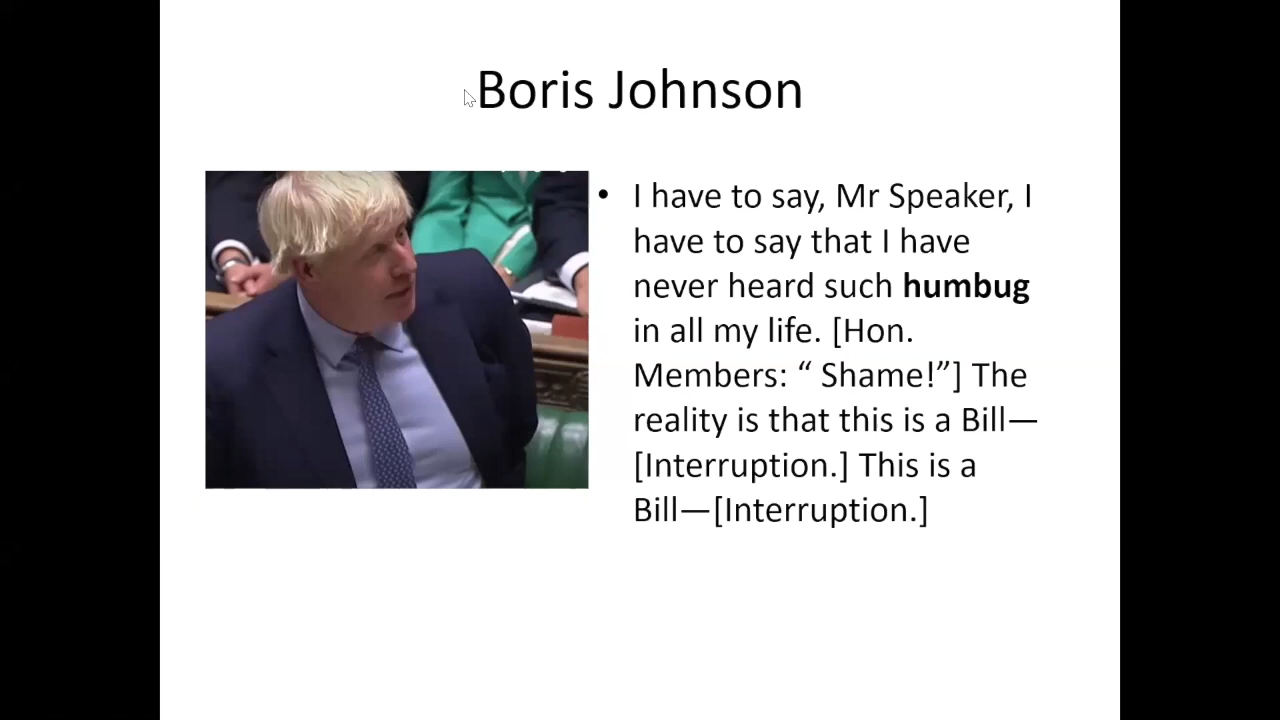 Boris Johnson
• I have to say, Mr Speaker, I
have to say that I have
never heard such humbug
in all my life. [Hon.
Members: “ Shame!”] The
reality is that this is a Bill—
[Interruption.] This is a
Bill—[Interruption.]